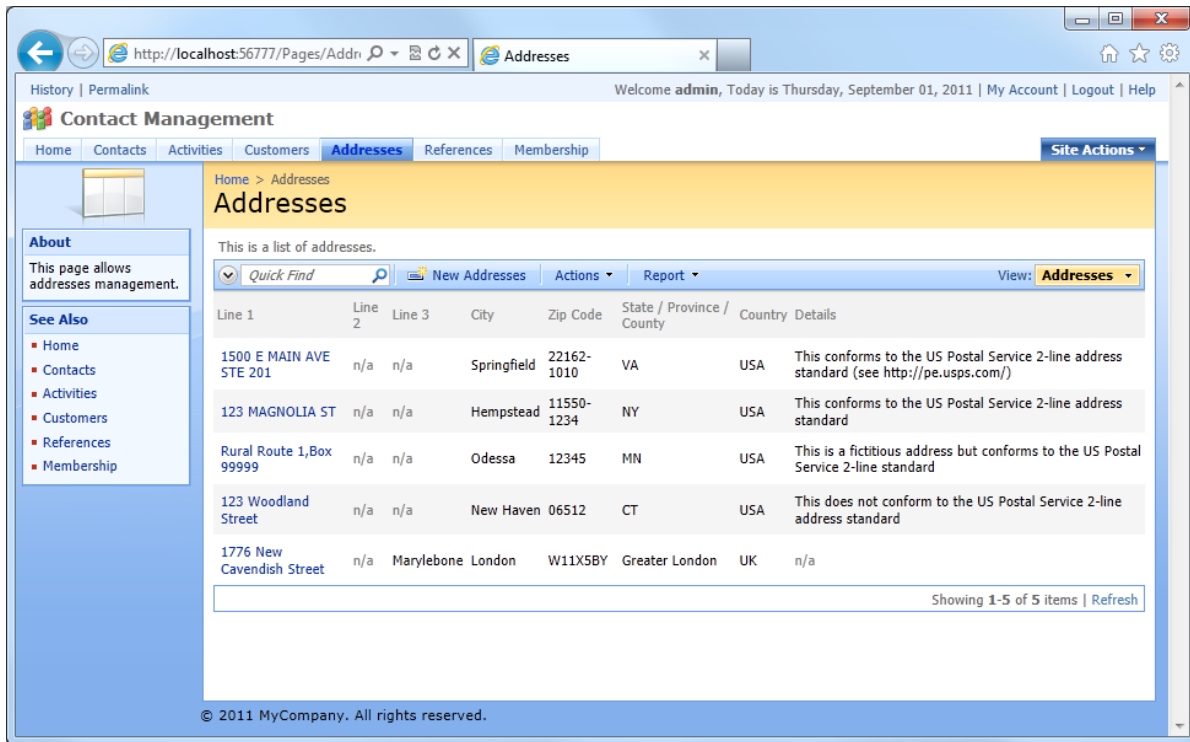 http://localhost:56777/Pages/Addre
Addresses
History | Permalink
Welcome admin, Today is Thursday, September 01, 2011 | My Account | Logout | Help
Contact Management
Home Contacts Activities Customers Addresses References Membership
Site Actions
Home > Addresses
Addresses
About
This page allows
addresses management.
See Also
Home
Contacts
Activities
Customers
References
Membership
This is a list of addresses.
Quick Find New Addresses Actions Report View: Addresses
Line 1 Line 2 Line 3 City Zip Code State / Province / County Country Details
1500 E MAIN AVE STE 201 n/a n/a Springfield 22162-1010 VA USA This conforms to the US Postal Service 2-line address standard (see http://pe.usps.com/)
123 MAGNOLIA ST n/a n/a Hempstead 11550-1234 NY USA This conforms to the US Postal Service 2-line address standard
Rural Route 1,Box 99999 n/a n/a Odessa 12345 MN USA This is a fictitious address but conforms to the US Postal Service 2-line standard
123 Woodland Street n/a n/a New Haven 06512 CT USA This does not conform to the US Postal Service 2-line address standard
1776 New Cavendish Street n/a Marylebone London W11X5BY Greater London UK n/a
Showing 1-5 of 5 items | Refresh
© 2011 MyCompany. All rights reserved.